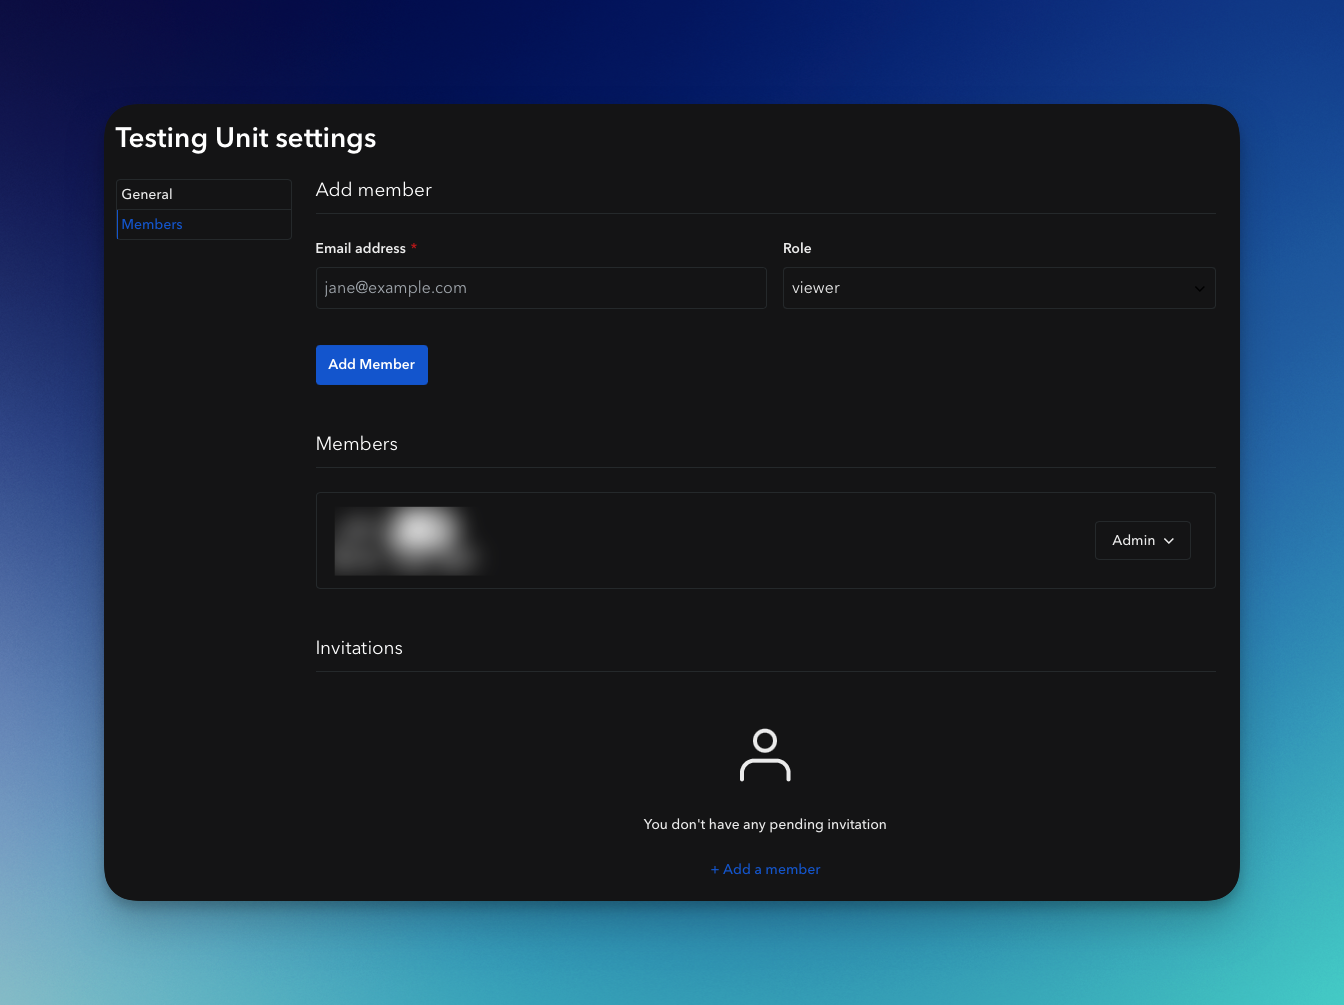 Testing Unit settings
General
Members
Add member
Email address *
Role
jane@example.com
viewer
Add Member
Members
Admin
Invitations
You don't have any pending invitation
+ Add a member